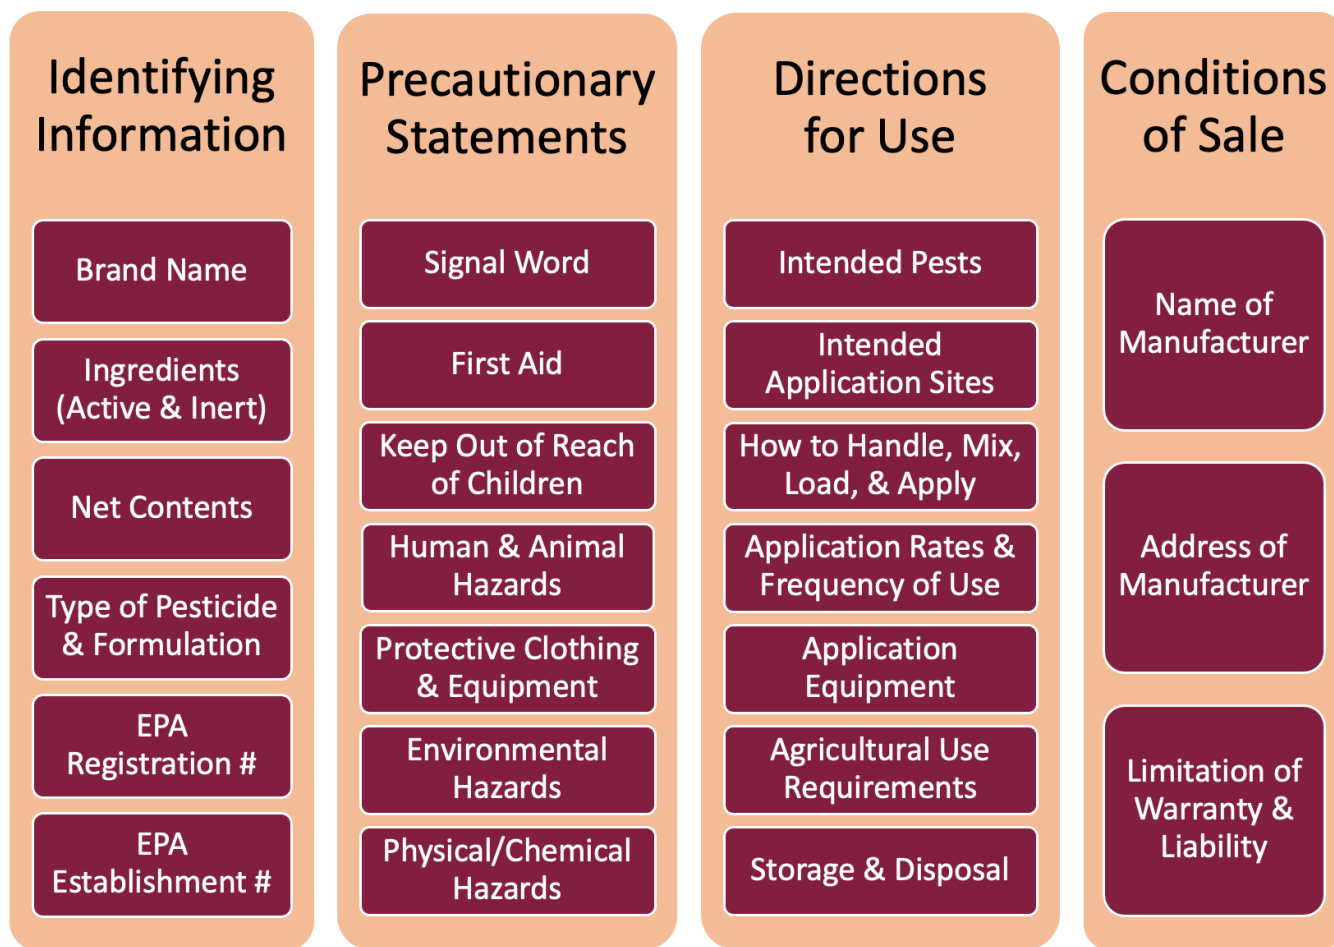 Identifying
Information
Brand Name
Ingredients
(Active & Inert)
Net Contents
Type of Pesticide
& Formulation
EPA
Registration #
EPA
Establishment #
Precautionary
Statements
Signal Word
First Aid
Keep Out of Reach
of Children
Human & Animal
Hazards
Protective Clothing
& Equipment
Environmental
Hazards
Physical/Chemical
Hazards
Directions
for Use
Intended Pests
Intended
Application Sites
How to Handle, Mix,
Load, & Apply
Application Rates &
Frequency of Use
Application
Equipment
Agricultural Use
Requirements
Storage & Disposal
Conditions
of Sale
Name of
Manufacturer
Address of
Manufacturer
Limitation of
Warranty &
Liability